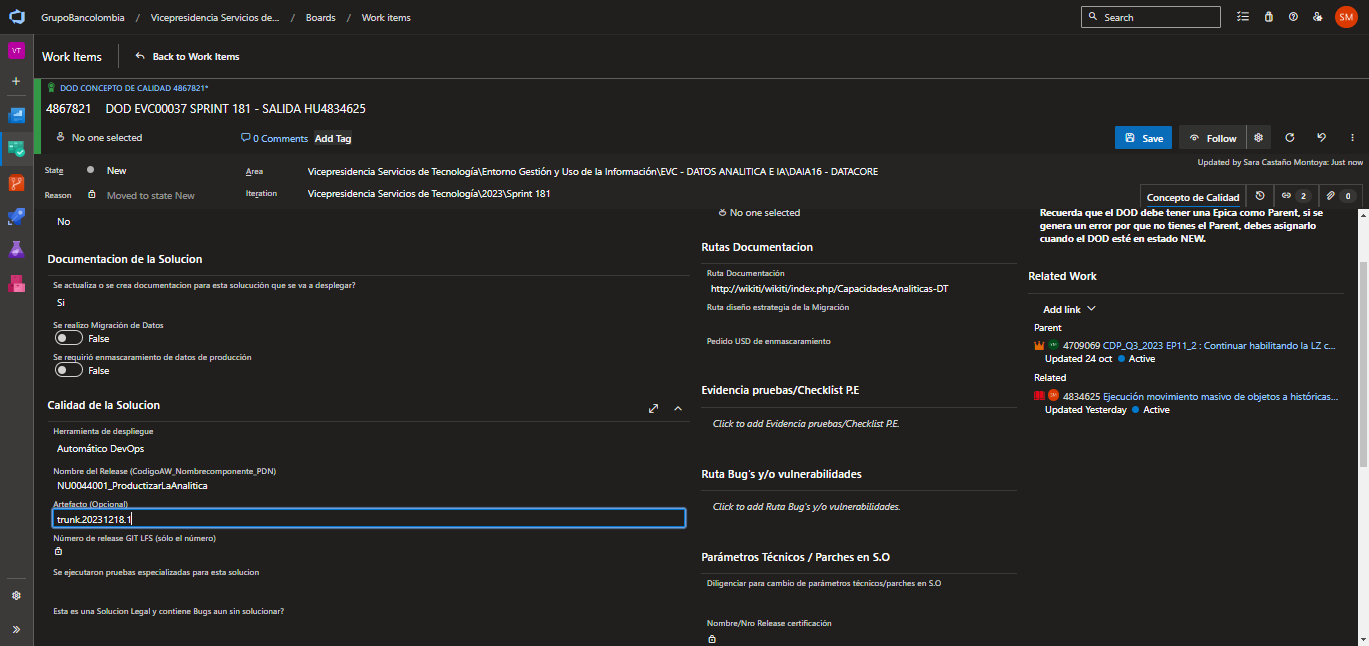 GrupoBancolombia / Vicepresidencia Servicios de... / Boards / Work items
Search
SM
VT
Work Items
Back to Work Items
DOD CONCEPTO DE CALIDAD 4867821*
4867821 DOD EVC00037 SPRINT 181 - SALIDA HU4834625
No one selected
0 Comments
Add Tag
Save
Follow
Updated by Sara Castaño Montoya: Just now
State
New
Area
Vicepresidencia Servicios de Tecnología\Entorno Gestión y Uso de la Información\EVC - DATOS ANALITICA E IA\DAIA16 - DATACORE
Reason
Moved to state New
Iteration
Vicepresidencia Servicios de Tecnología\2023\Sprint 181
Concepto de Calidad
2
0
No
Documentacion de la Solucion
Se actualiza o se crea documentacion para esta solucución que se va a desplegar?
Si
Se realizo Migración de Datos
False
Se requirió enmascaramiento de datos de producción
False
Calidad de la Solucion
Herramienta de despliegue
Automático DevOps
Nombre del Release (CodigoAW_Nombrecomponente_PDN)
NU0044001_ProductizarLaAnalitica
Artefacto (Opcional)
trunk.20231218.1
Número de release GIT LFS (sólo el número)
Se ejecutaron pruebas especializadas para esta solucion
Esta es una Solucion Legal y contiene Bugs aun sin solucionar?
No one selected
Rutas Documentacion
Ruta Documentación
http://wikiti/wikiti/index.php/CapacidadesAnaliticas-DT
Ruta diseño estrategia de la Migración
Pedido USD de enmascaramiento
Evidencia pruebas/Checklist P.E
Click to add Evidencia pruebas/Checklist P.E.
Ruta Bug's y/o vulnerabilidades
Click to add Ruta Bug's y/o vulnerabilidades.
Parámetros Técnicos / Parches en S.O
Diligenciar para cambio de parámetros técnicos/parches en S.O
Nombre/Nro Release certificación
Recuerda que el DOD debe tener una Epica como Parent, si se
genera un error por que no tienes el Parent, debes asignarlo
cuando el DOD esté en estado NEW.
Related Work
Add link
Parent
4709069 CDP_Q3_2023 EP11_2 : Continuar habilitando la LZ c...
Updated 24 oct Active
Related
SM 4834625 Ejecución movimiento masivo de objetos a históricas...
Updated Yesterday Active